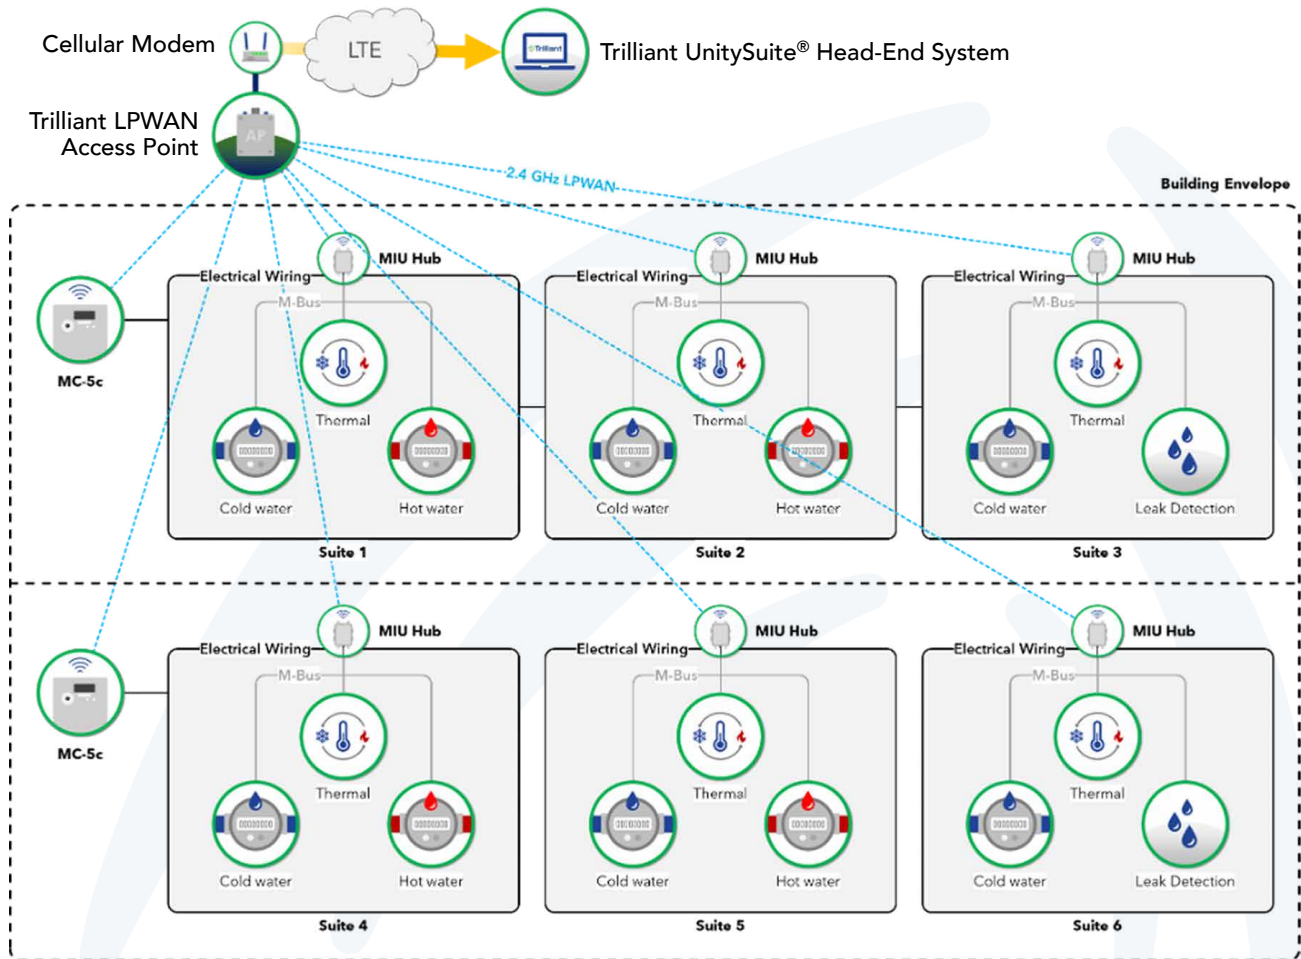 Cellular Modem
LTE
Trilliant
Trilliant UnitySuite® Head-End System
Trilliant LPWAN
Access Point
AP
2.4 GHz LPWAN
Building Envelope
MIU Hub
MIU Hub
MIU Hub
Electrical Wiring
Electrical Wiring
Electrical Wiring
M-Bus
M-Bus
M-Bus
MC-5c
Thermal
Thermal
Thermal
Cold water
Hot water
Cold water
Hot water
Cold water
Leak Detection
Suite 1
Suite 2
Suite 3
MIU Hub
MIU Hub
MIU Hub
Electrical Wiring
Electrical Wiring
Electrical Wiring
M-Bus
M-Bus
M-Bus
MC-5c
Thermal
Thermal
Thermal
Cold water
Hot water
Cold water
Hot water
Cold water
Leak Detection
Suite 4
Suite 5
Suite 6